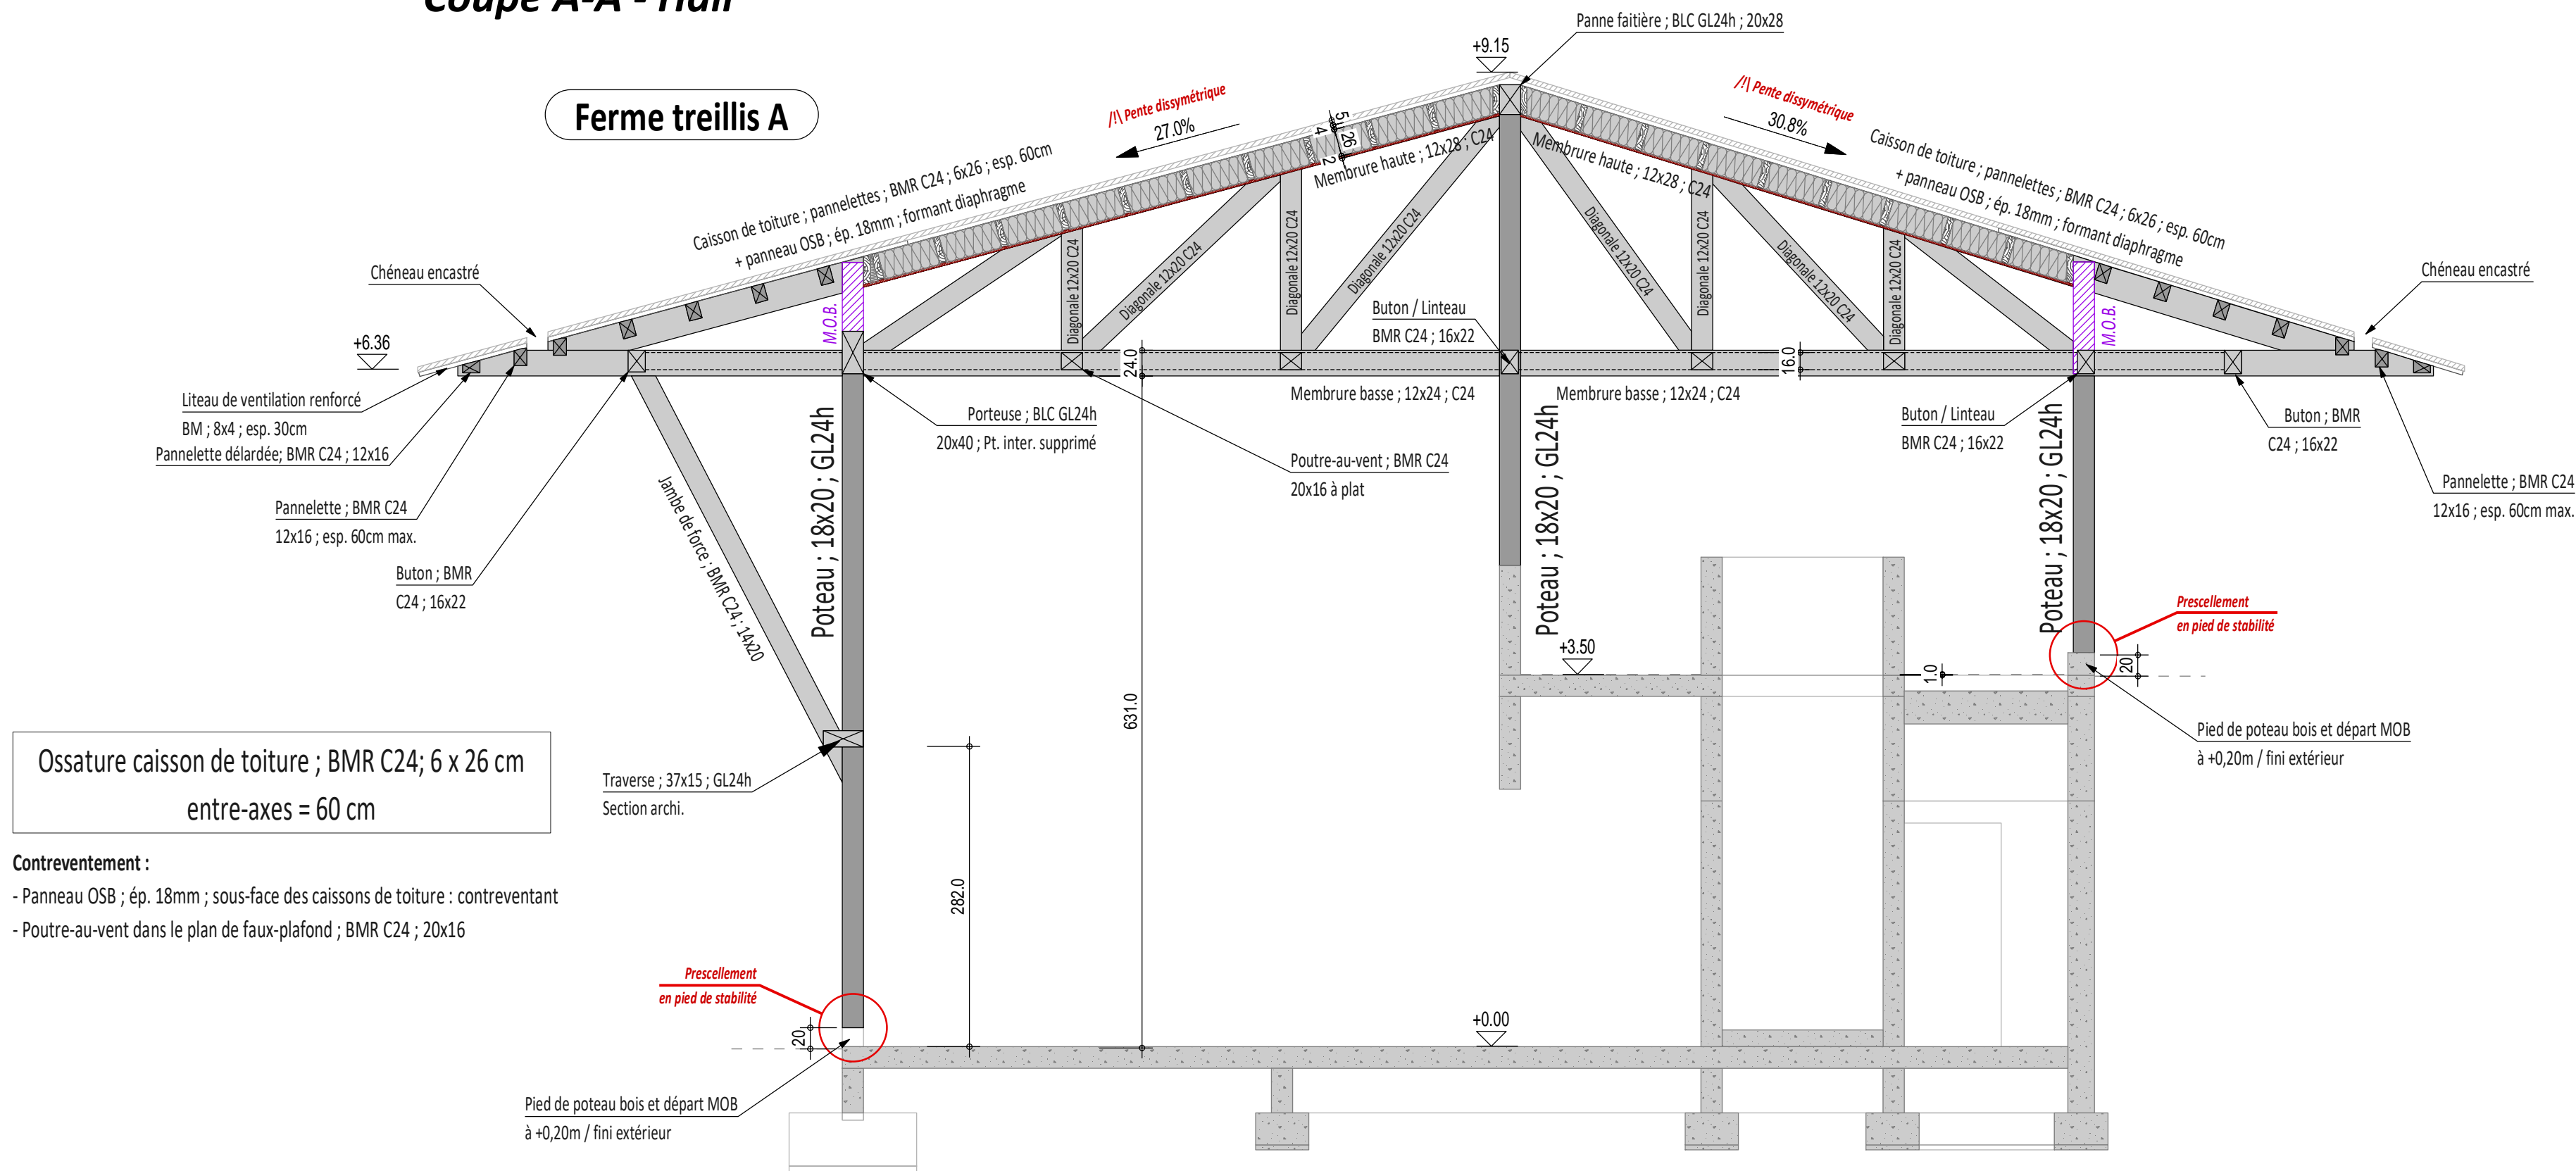 Coupe A-A - Hall
Panne faitière ; BLC GL24h ; 20x28
+9.15
Ferme treillis A
/!\ Pente dissymétrique
27.0%
/!\ Pente dissymétrique
30.8%
5
4
26
2
Caisson de toiture ; pannelettes ; BMR C24 ; 6x26 ; esp. 60cm
+ panneau OSB ; ép. 18mm ; formant diaphragme
Membrure haute ; 12x28 ; C24
Membrure haute ; 12x28 ; C24
Caisson de toiture ; pannelettes ; BMR C24 ; 6x26 ; esp. 60cm
+ panneau OSB ; ép. 18mm ; formant diaphragme
Chéneau encastré
Chéneau encastré
+6.36
M.O.B.
Diagonale 12x20 C24
Diagonale 12x20 C24
Diagonale 12x20 C24
Diagonale 12x20 C24
Diagonale 12x20 C24
Diagonale 12x20 C24
Diagonale 12x20 C24
Diagonale 12x20 C24
M.O.B.
Buton / Linteau
BMR C24 ; 16x22
24.0
16.0
Membrure basse ; 12x24 ; C24
Membrure basse ; 12x24 ; C24
Liteau de ventilation renforcé
BM ; 8x4 ; esp. 30cm
Pannelette délardée; BMR C24 ; 12x16
Pannelette ; BMR C24
12x16 ; esp. 60cm max.
Buton ; BMR
C24 ; 16x22
Jambe de force ; BMR C24 ; 14x20
Poteau ; 18x20 ; GL24h
Porteuse ; BLC GL24h
20x40 ; Pt. inter. supprimé
Poutre-au-vent ; BMR C24
20x16 à plat
Poteau ; 18x20 ; GL24h
Buton / Linteau
BMR C24 ; 16x22
Poteau ; 18x20 ; GL24h
Buton ; BMR
C24 ; 16x22
Pannelette ; BMR C24
12x16 ; esp. 60cm max.
Prescellement
en pied de stabilité
+3.50
1.0
20
Pied de poteau bois et départ MOB
à +0,20m / fini extérieur
631.0
282.0
Traverse ; 37x15 ; GL24h
Section archi.
Ossature caisson de toiture ; BMR C24; 6 x 26 cm
entre-axes = 60 cm
Contreventement :
- Panneau OSB ; ép. 18mm ; sous-face des caissons de toiture : contreventant
- Poutre-au-vent dans le plan de faux-plafond ; BMR C24 ; 20x16
Prescellement
en pied de stabilité
20
+0.00
Pied de poteau bois et départ MOB
à +0,20m / fini extérieur